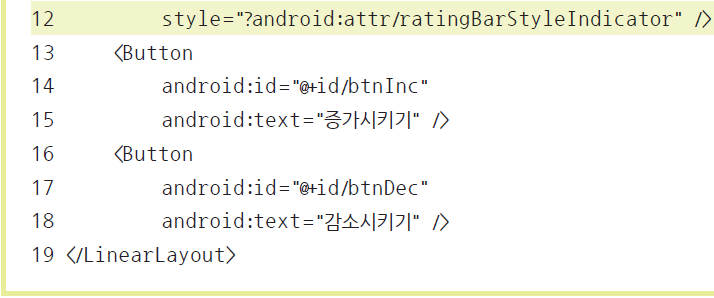 12         style="?android:attr/ratingBarStyleIndicator" />
13     <Button
14         android:id="@+id/btnInc"
15         android:text="증가시키기" />
16     <Button
17         android:id="@+id/btnDec"
18         android:text="감소시키기" />
19 </LinearLayout>